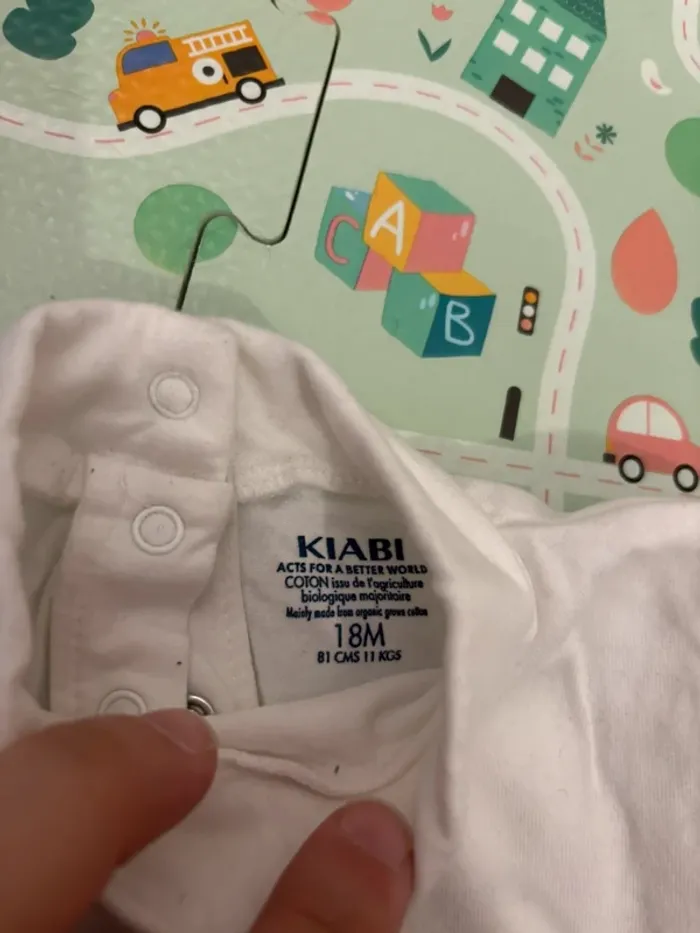 C
A
B
KIABI
ACTS FOR A BETTER WORLD
COTON issu de l'agriculture
biologique majoritaire
Mainly made from organic grown cotton
18M
81 CMS 11 KGS